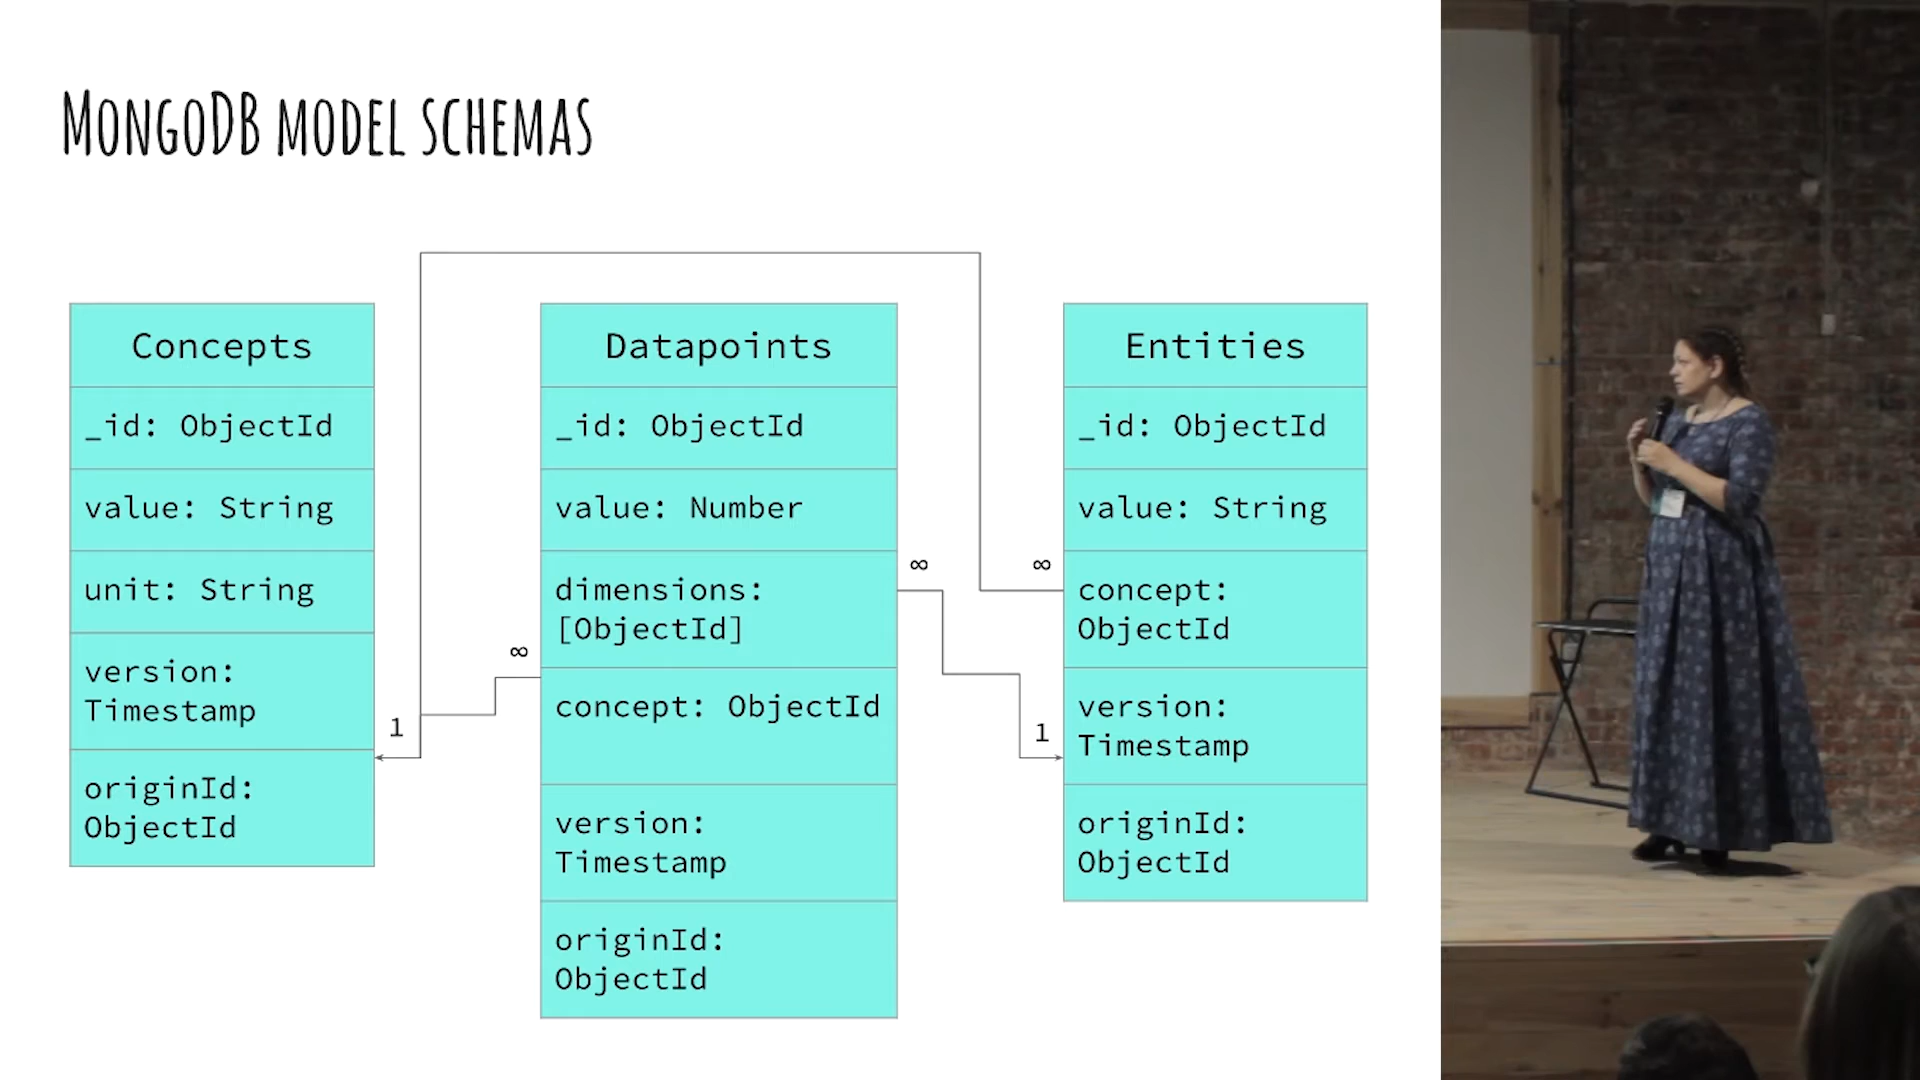 MongoDB model schemas
Concepts
_id: ObjectId
value: String
unit: String
version:
Timestamp
originId:
ObjectId
1
∞
Datapoints
_id: ObjectId
value: Number
dimensions:
[ObjectId]
concept: ObjectId
version:
Timestamp
originId:
ObjectId
∞
1
∞
Entities
_id: ObjectId
value: String
concept:
ObjectId
version:
Timestamp
originId:
ObjectId